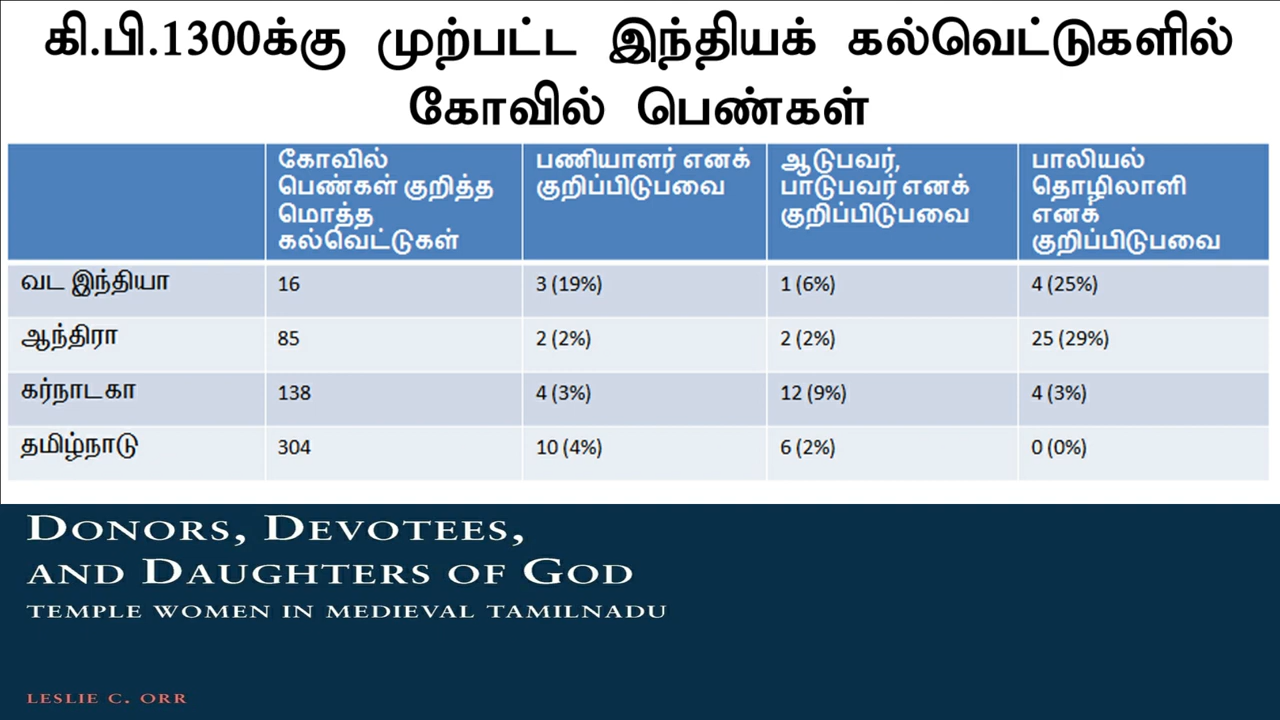 கி.பி.1300க்கு முற்பட்ட இந்தியக் கல்வெட்டுகளில்
கோவில் பெண்கள்
கோவில் பெண்கள் குறித்த மொத்த கல்வெட்டுகள் பணியாளர் எனக் குறிப்பிடுபவை ஆடுபவர், பாடுபவர் எனக் குறிப்பிடுபவை பாலியல் தொழிலாளி எனக் குறிப்பிடுபவை
வட இந்தியா 16 3 (19%) 1 (6%) 4 (25%)
ஆந்திரா 85 2 (2%) 2 (2%) 25 (29%)
கர்நாடகா 138 4 (3%) 12 (9%) 4 (3%)
தமிழ்நாடு 304 10 (4%) 6 (2%) 0 (0%)
DONORS, DEVOTEES,
AND DAUGHTERS OF GOD
TEMPLE WOMEN IN MEDIEVAL TAMILNADU
LESLIE C. ORR